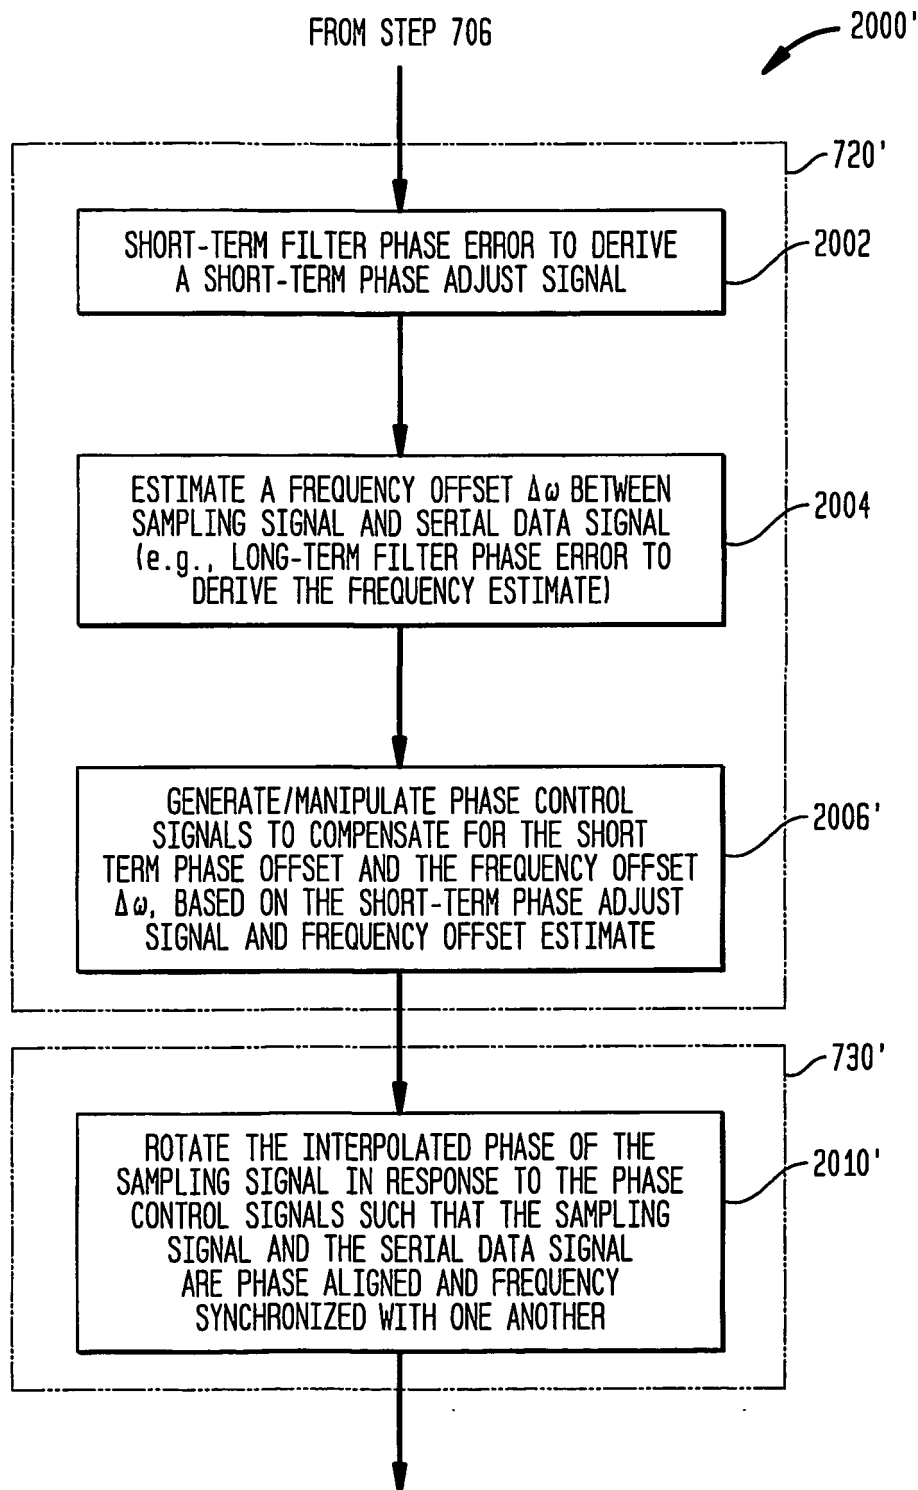 FROM STEP 706
2000'
720'
SHORT-TERM FILTER PHASE ERROR TO DERIVE
A SHORT-TERM PHASE ADJUST SIGNAL
2002
ESTIMATE A FREQUENCY OFFSET Δω BETWEEN
SAMPLING SIGNAL AND SERIAL DATA SIGNAL
(e.g., LONG-TERM FILTER PHASE ERROR TO
DERIVE THE FREQUENCY ESTIMATE)
2004
GENERATE/MANIPULATE PHASE CONTROL
SIGNALS TO COMPENSATE FOR THE SHORT
TERM PHASE OFFSET AND THE FREQUENCY OFFSET
Δω, BASED ON THE SHORT-TERM PHASE ADJUST
SIGNAL AND FREQUENCY OFFSET ESTIMATE
2006'
730'
ROTATE THE INTERPOLATED PHASE OF THE
SAMPLING SIGNAL IN RESPONSE TO THE PHASE
CONTROL SIGNALS SUCH THAT THE SAMPLING
SIGNAL AND THE SERIAL DATA SIGNAL
ARE PHASE ALIGNED AND FREQUENCY
SYNCHRONIZED WITH ONE ANOTHER
2010'